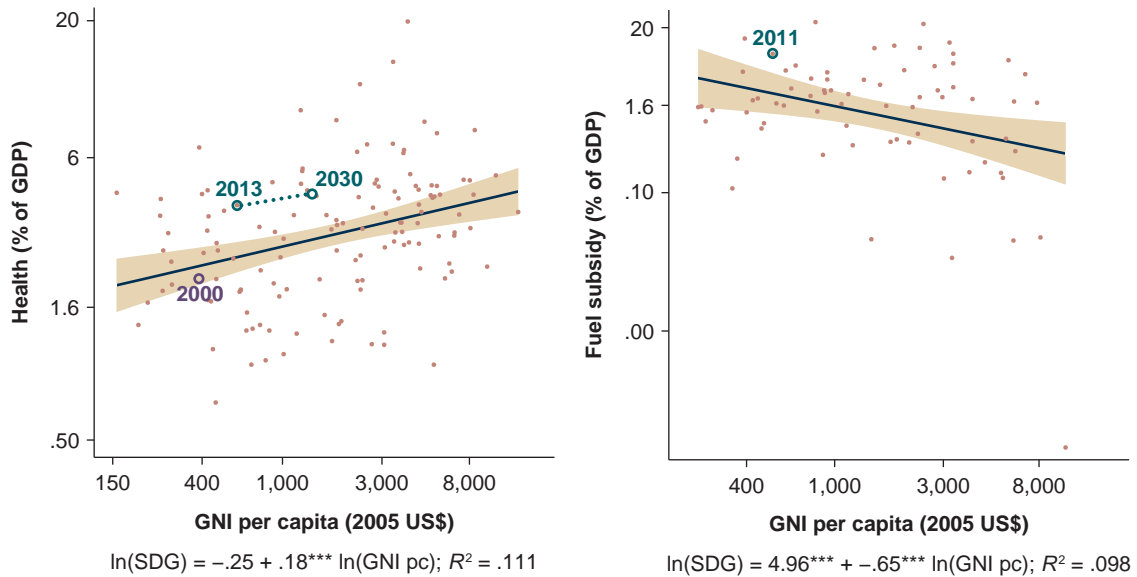 20
6
1.6
.50
Health (% of GDP)
2013
2030
2000
150 400 1,000 3,000 8,000
GNI per capita (2005 US$)
ln(SDG) = –.25 + .18*** ln(GNI pc); R² = .111
20
1.6
.10
.00
Fuel subsidy (% of GDP)
2011
400 1,000 3,000 8,000
GNI per capita (2005 US$)
ln(SDG) = 4.96*** + –.65*** ln(GNI pc); R² = .098